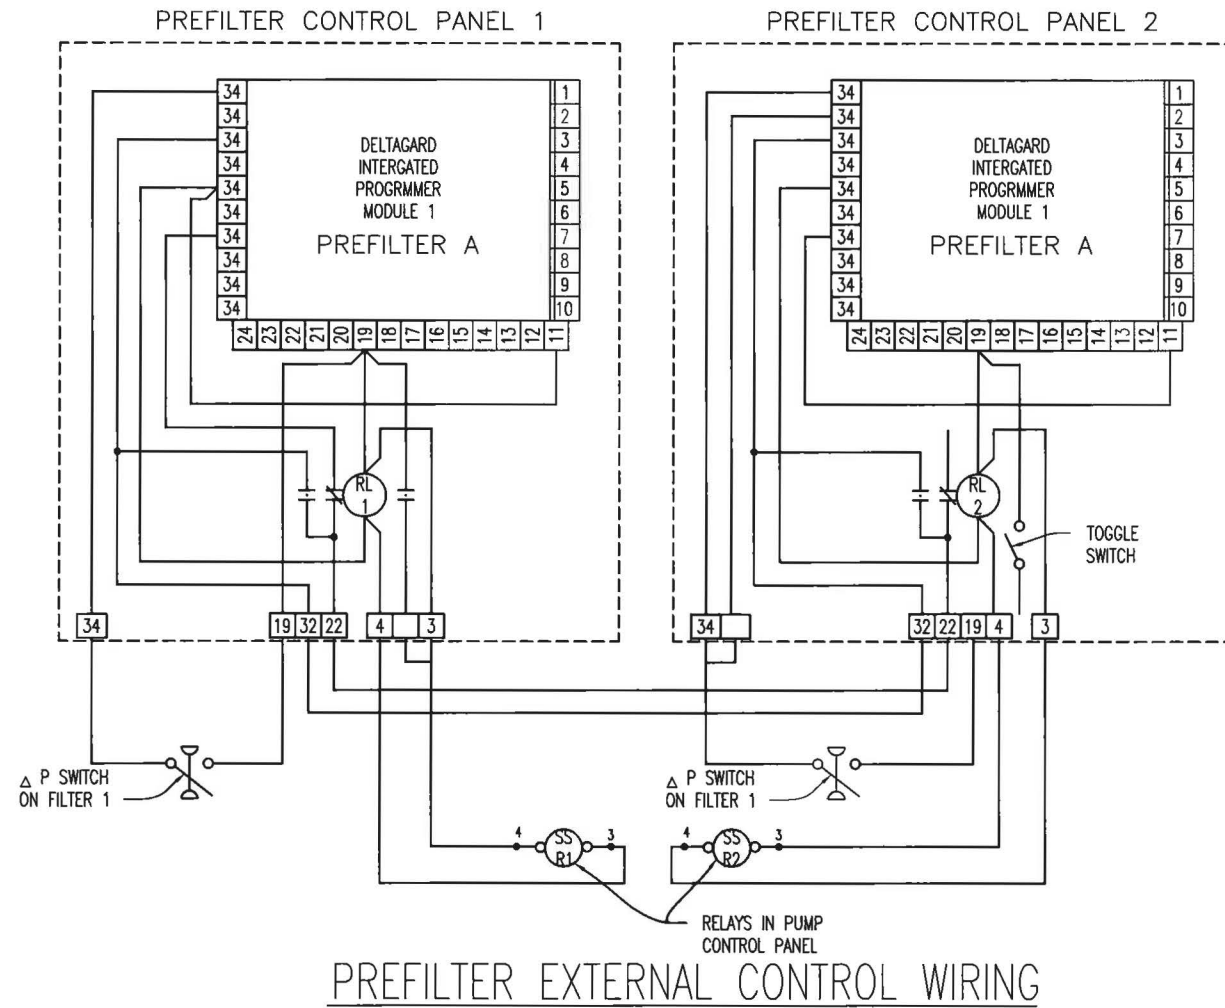 PREFILTER CONTROL PANEL 1
PREFILTER CONTROL PANEL 2
34 1
34 2
34 3
34 4
34 5
34 6
34 7
34 8
34 9
34 10
DELTAGARD
INTERGATED
PROGRMMER
MODULE 1
PREFILTER A
24 23 22 21 20 19 18 17 16 15 14 13 12 11
34 1
34 2
34 3
34 4
34 5
34 6
34 7
34 8
34 9
34 10
DELTAGARD
INTERGATED
PROGRMMER
MODULE 1
PREFILTER A
24 23 22 21 20 19 18 17 16 15 14 13 12 11
RL
1
RL
2
TOGGLE
SWITCH
34 19 32 22 4 3
34 32 22 19 4 3
△ P SWITCH
ON FILTER 1
△ P SWITCH
ON FILTER 1
4 SS 3
R1
4 SS 3
R2
RELAYS IN PUMP
CONTROL PANEL
PREFILTER EXTERNAL CONTROL WIRING